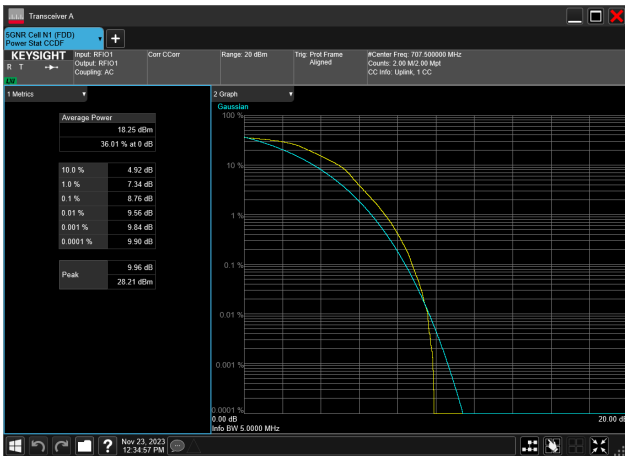 Transceiver A
5GNR Cell N1 (FDD)
Power Stat CCDF
KEYSIGHT
R T
LXI
Input: RFIO1
Output: RFIO1
Coupling: AC
Corr CCorr
Range: 20 dBm
Trig: Prot Frame
Aligned
#Center Freq: 707.500000 MHz
Counts: 2.00 M/2.00 Mpt
CC Info: Uplink, 1 CC
1 Metrics
Average Power
18.25 dBm
36.01 % at 0 dB
10.0 % 4.92 dB
1.0 % 7.34 dB
0.1 % 8.76 dB
0.01 % 9.56 dB
0.001 % 9.84 dB
0.0001 % 9.90 dB
Peak
9.96 dB
28.21 dBm
2 Graph
Gaussian
100 %
10 %
1 %
0.1 %
0.01 %
0.001 %
0.0001 %
0.00 dB
20.00 dB
Info BW 5.0000 MHz
Nov 23, 2023
12:34:57 PM